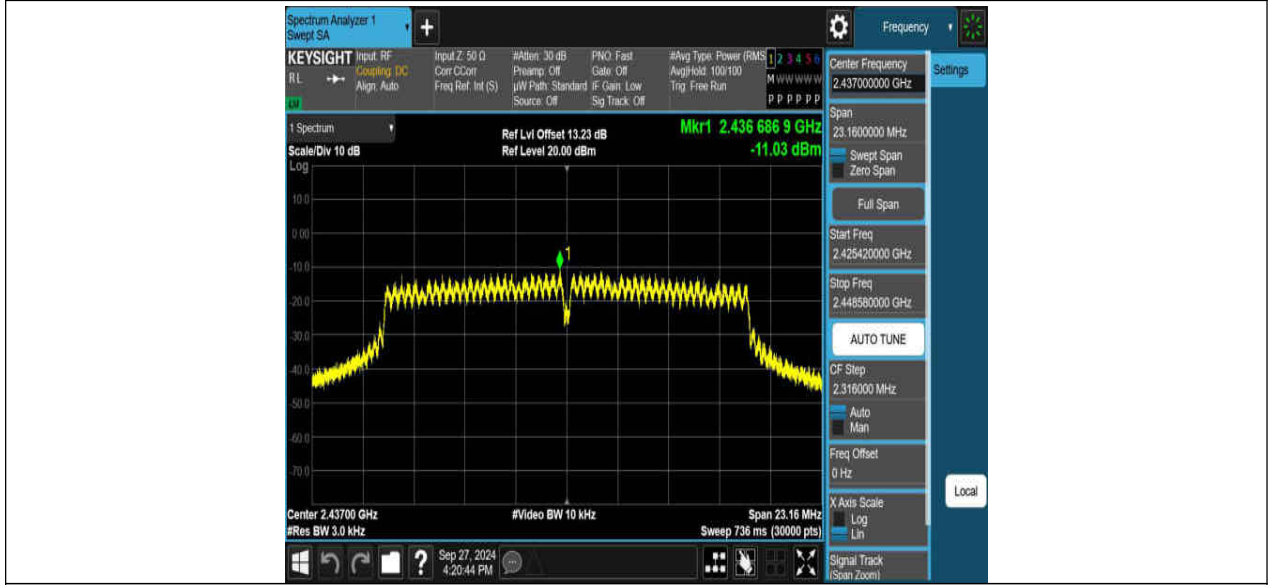 Spectrum Analyzer 1
Swept SA
+
Frequency
KEYSIGHT
RL
LXI
Input: RF
Coupling: DC
Align: Auto
Input Z: 50 Ω
Corr CCorr
Freq Ref: Int (S)
#Atten: 30 dB
Preamp: Off
µW Path: Standard
Source: Off
PNO: Fast
Gate: Off
IF Gain: Low
Sig Track: Off
#Avg Type: Power (RMS
Avg|Hold: 100/100
Trig: Free Run
1 2 3 4 5 6
M W W W W W
P P P P P P
Center Frequency
2.437000000 GHz
Settings
1 Spectrum
Scale/Div 10 dB
Log
Ref Lvl Offset 13.23 dB
Ref Level 20.00 dBm
Mkr1 2.436 686 9 GHz
-11.03 dBm
Span
23.1600000 MHz
Swept Span
Zero Span
Full Span
Start Freq
2.425420000 GHz
Stop Freq
2.448580000 GHz
AUTO TUNE
CF Step
2.316000 MHz
Auto
Man
Freq Offset
0 Hz
X Axis Scale
Log
Lin
Local
Signal Track
(Span Zoom)
10.0
0.00
-10.0
-20.0
-30.0
-40.0
-50.0
-60.0
-70.0
1
Center 2.43700 GHz
#Res BW 3.0 kHz
#Video BW 10 kHz
Span 23.16 MHz
Sweep 736 ms (30000 pts)
?
Sep 27, 2024
4:20:44 PM